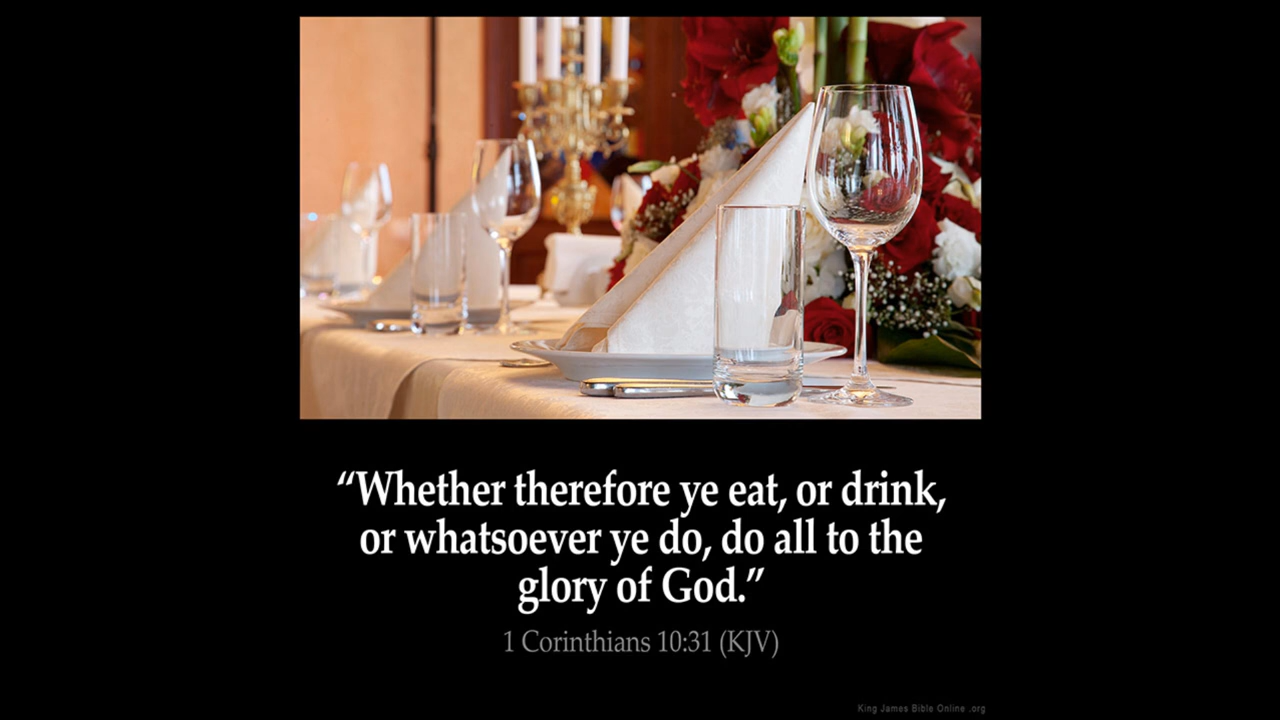 “Whether therefore ye eat, or drink,
or whatsoever ye do, do all to the
glory of God.”
1 Corinthians 10:31 (KJV)
King James Bible Online .org